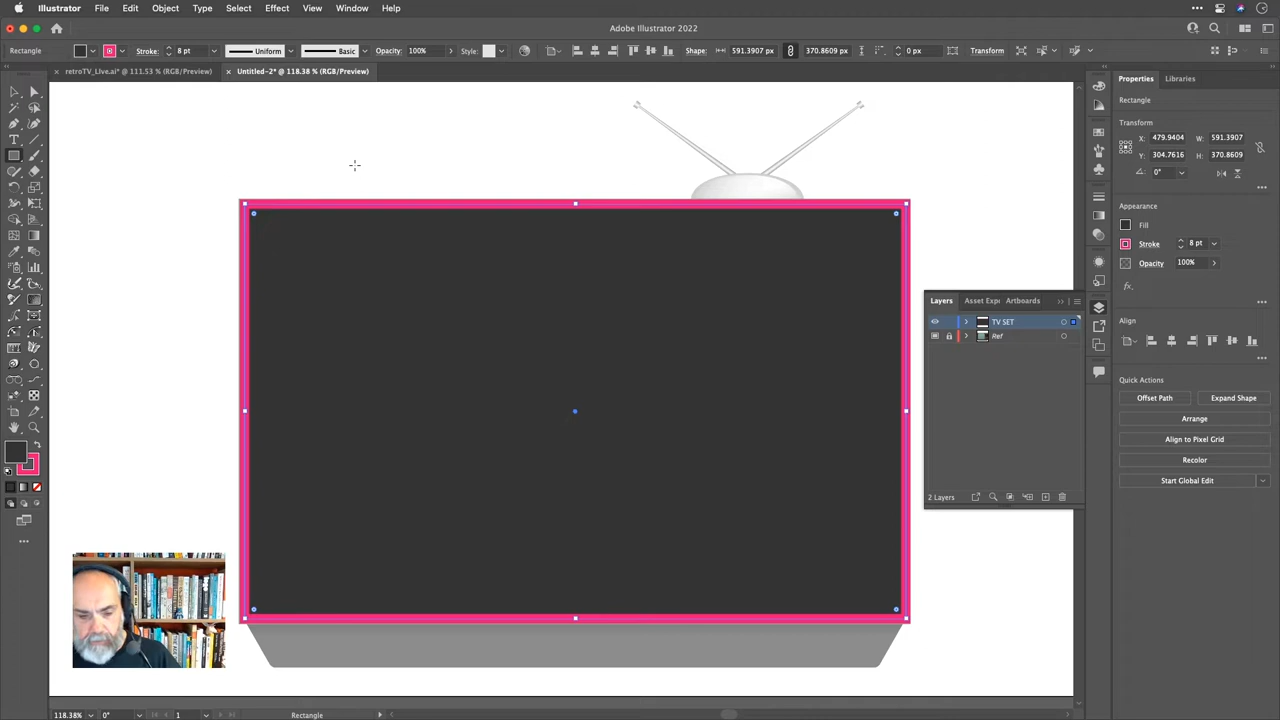 Illustrator File Edit Object Type Select Effect View Window Help
Adobe Illustrator 2022
Rectangle Stroke: 8 pt Uniform Basic Opacity: 100% Style: Shape: 591.3907 px 370.8609 px 0 px Transform
× retroTV_LIve.ai* @ 111.53 % (RGB/Preview) × Untitled-2* @ 118.38 % (RGB/Preview)
Properties Libraries
Rectangle
Transform
X: 479.9404 W: 591.3907
Y: 304.7616 H: 370.8609
0°
Appearance
Fill
Stroke 8 pt
Opacity 100%
fx.
Layers Asset Exp Artboards
TV SET
Ref
2 Layers
Align
Quick Actions
Offset Path Expand Shape
Arrange
Align to Pixel Grid
Recolor
Start Global Edit
118.38% 0° 1 Rectangle